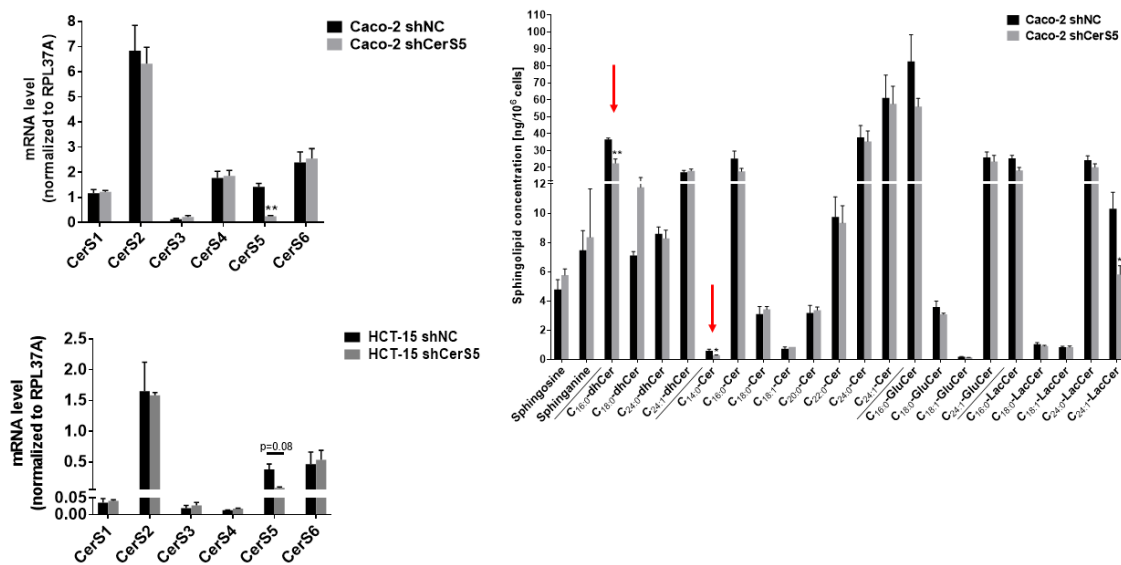 mRNA level
(normalized to RPL37A)
8
7
6
5
4
3
2
1
0
Caco-2 shNC
Caco-2 shCerS5
**
CerS1
CerS2
CerS3
CerS4
CerS5
CerS6
mRNA level
(normalized to RPL37A)
2.5
2.0
1.5
1.0
0.5
0.05
0.00
HCT-15 shNC
HCT-15 shCerS5
p=0.08
CerS1
CerS2
CerS3
CerS4
CerS5
CerS6
Sphingolipid concentration [ng/10⁶ cells]
110
100
90
80
70
60
50
40
30
20
12
10
8
6
4
2
0
Caco-2 shNC
Caco-2 shCerS5
**
*
*
Sphingosine
Sphinganine
C16:0-dhCer
C18:0-dhCer
C24:0-dhCer
C24:1-dhCer
C14:0-Cer
C16:0-Cer
C18:0-Cer
C18:1-Cer
C20:0-Cer
C22:0-Cer
C24:0-Cer
C24:1-Cer
C16:0-GluCer
C18:0-GluCer
C18:1-GluCer
C24:1-GluCer
C16:0-LacCer
C18:0-LacCer
C18:1-LacCer
C24:0-LacCer
C24:1-LacCer